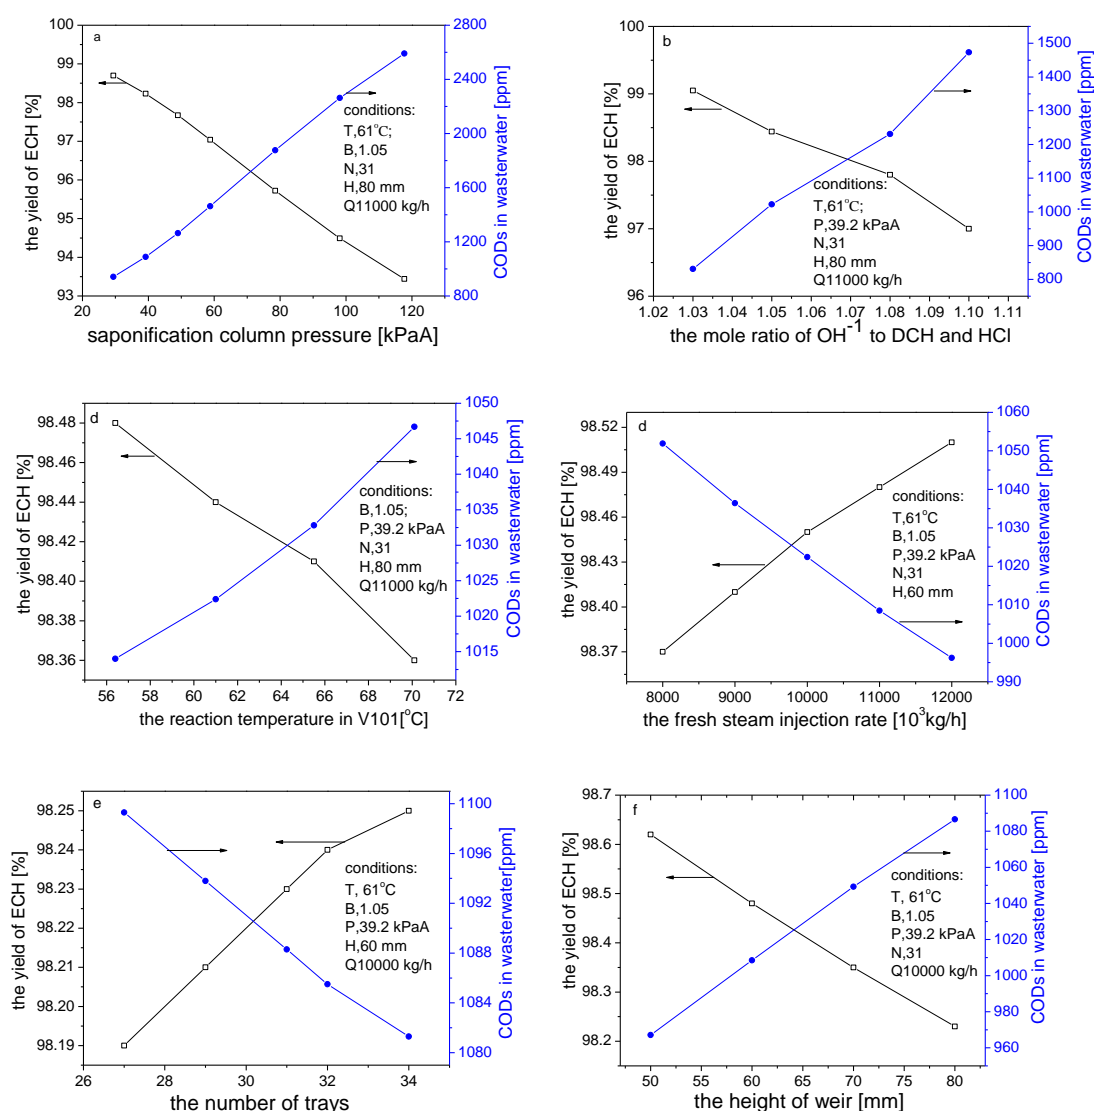 a
100
99
98
97
96
95
94
93
20 40 60 80 100 120
2800
2400
2000
1600
1200
800
the yield of ECH [%]
CODs in wasterwater [ppm]
saponification column pressure [kPaA]
conditions:
T,61°C;
B,1.05
N,31
H,80 mm
Q11000 kg/h
b
100
99
98
97
96
1.02 1.03 1.04 1.05 1.06 1.07 1.08 1.09 1.10 1.11
1500
1400
1300
1200
1100
1000
900
800
the yield of ECH [%]
CODs in wasterwater [ppm]
the mole ratio of OH⁻¹ to DCH and HCl
conditions:
T,61℃;
P,39.2 kPaA
N,31
H,80 mm
Q11000 kg/h
d
98.48
98.46
98.44
98.42
98.40
98.38
98.36
56 58 60 62 64 66 68 70 72
1050
1045
1040
1035
1030
1025
1020
1015
the yield of ECH [%]
CODs in wasterwater [ppm]
the reaction temperature in V101[°C]
conditions:
B,1.05;
P,39.2 kPaA
N,31
H,80 mm
Q11000 kg/h
d
98.52
98.49
98.46
98.43
98.40
98.37
8000 9000 10000 11000 12000
1060
1050
1040
1030
1020
1010
1000
990
the yield of ECH [%]
CODs in wasterwater [ppm]
the fresh steam injection rate [10³kg/h]
conditions:
T,61°C
B,1.05
P,39.2 kPaA
N,31
H,60 mm
e
98.25
98.24
98.23
98.22
98.21
98.20
98.19
26 28 30 32 34
1100
1096
1092
1088
1084
1080
the yield of ECH [%]
CODs in wasterwater[ppm]
the number of trays
conditions:
T, 61°C
B,1.05
P,39.2 kPaA
H,60 mm
Q10000 kg/h
f
98.7
98.6
98.5
98.4
98.3
98.2
50 55 60 65 70 75 80
1100
1080
1060
1040
1020
1000
980
960
the yield of ECH [%]
CODs in wasterwater [ppm]
the height of weir [mm]
conditions:
T, 61°C
B,1.05
P,39.2 kPaA
N,31
Q10000 kg/h